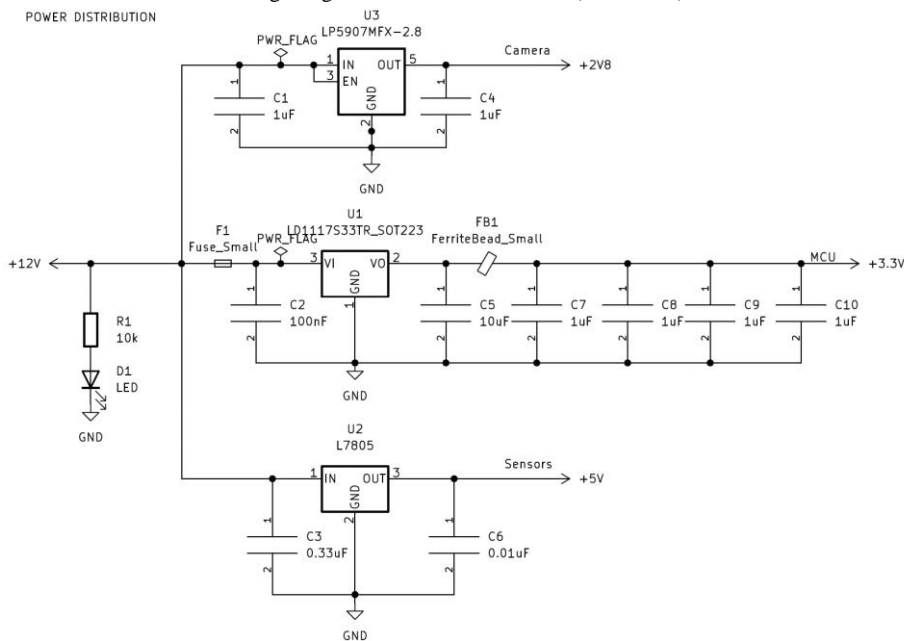 POWER DISTRIBUTION
U3
LP5907MFX-2.8
PWR_FLAG
Camera
1 IN OUT 5
+2V8
3 EN
GND
2
1
C1
1uF
2
1
C4
1uF
2
GND
U1
LD1117S33TR_SOT223
F1
Fuse_Small
PWR_FLAG
FB1
FerriteBead_Small
+12V
3 VI VO 2
MCU
+3.3V
GND
1
1
C2
100nF
2
1
C5
10uF
2
1
C7
1uF
2
1
C8
1uF
2
1
C9
1uF
2
1
C10
1uF
2
R1
10k
D1
LED
GND
GND
U2
L7805
Sensors
1 IN OUT 3
+5V
GND
2
1
C3
0.33uF
2
1
C6
0.01uF
2
GND